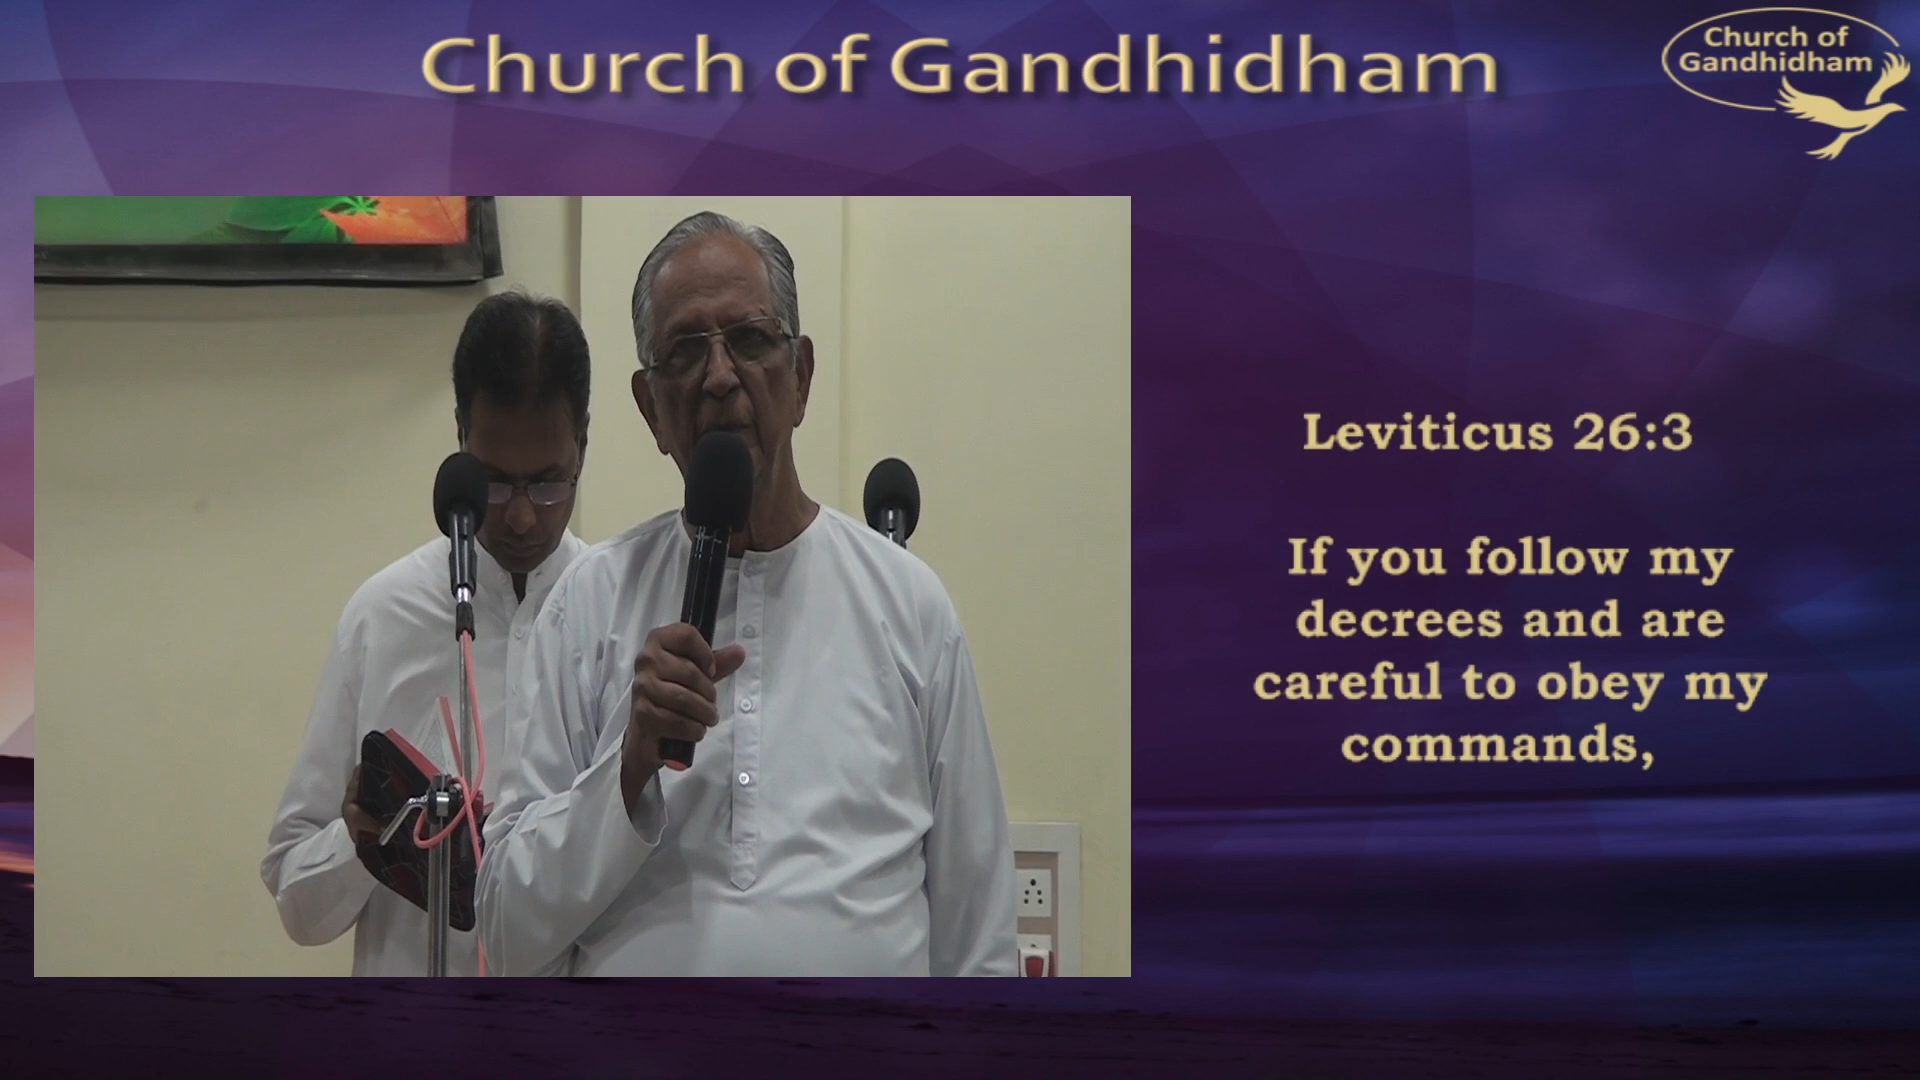 Church of Gandhidham
Church of
Gandhidham
Leviticus 26:3
If you follow my
decrees and are
careful to obey my
commands,